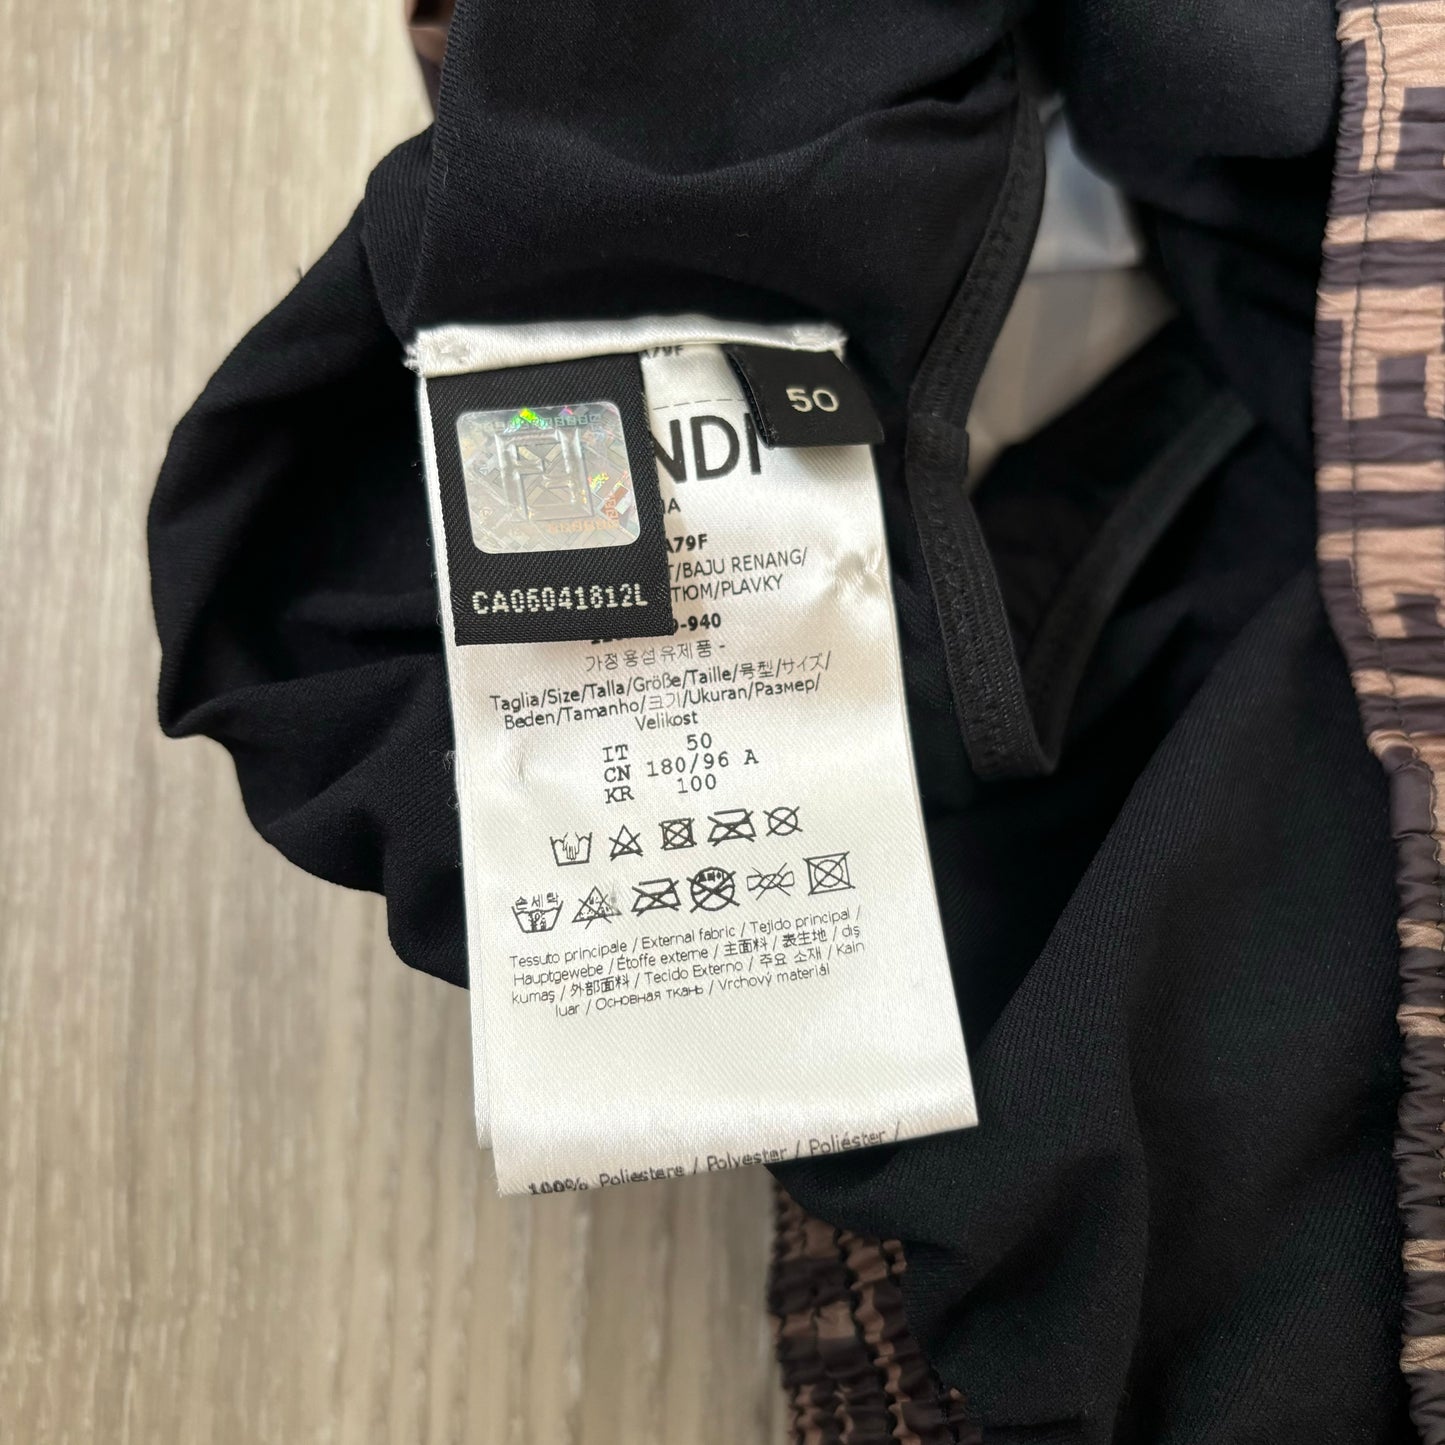 50
NDI
A79F
CA05041812L
T/BAJU RENANG/
TIOM/PLAVKY
-940
가정용섬유제품 -
Taglia/Size/Talla/Größe/Taille/号型/サイズ/
Beden/Tamanho/크기/Ukuran/Размер/
Velikost
IT 50
CN 180/96 A
KR 100
손세탁
Tessuto principale / External fabric / Tejido principal /
Hauptgewebe / Étoffe externe / 主面料 / 表生地 / dış
kumaş / 外部面料 / Tecido Externo / 주요 소재 / Kain
luar / Основная ткань / Vrchový materiál
100% Poliestere / Polyester / Poliéster /